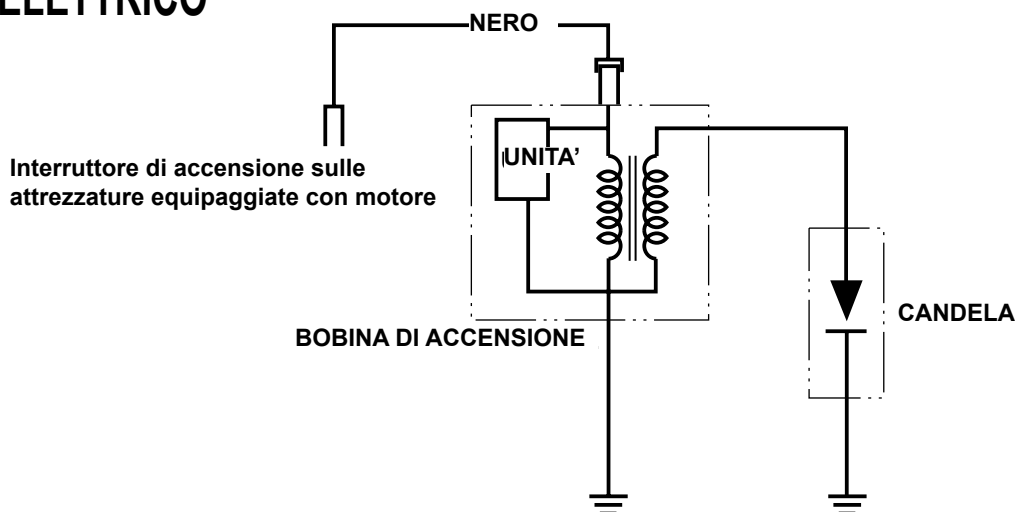 ELETTRICO
NERO
Interruttore di accensione sulle
attrezzature equipaggiate con motore
UNITA'
BOBINA DI ACCENSIONE
CANDELA